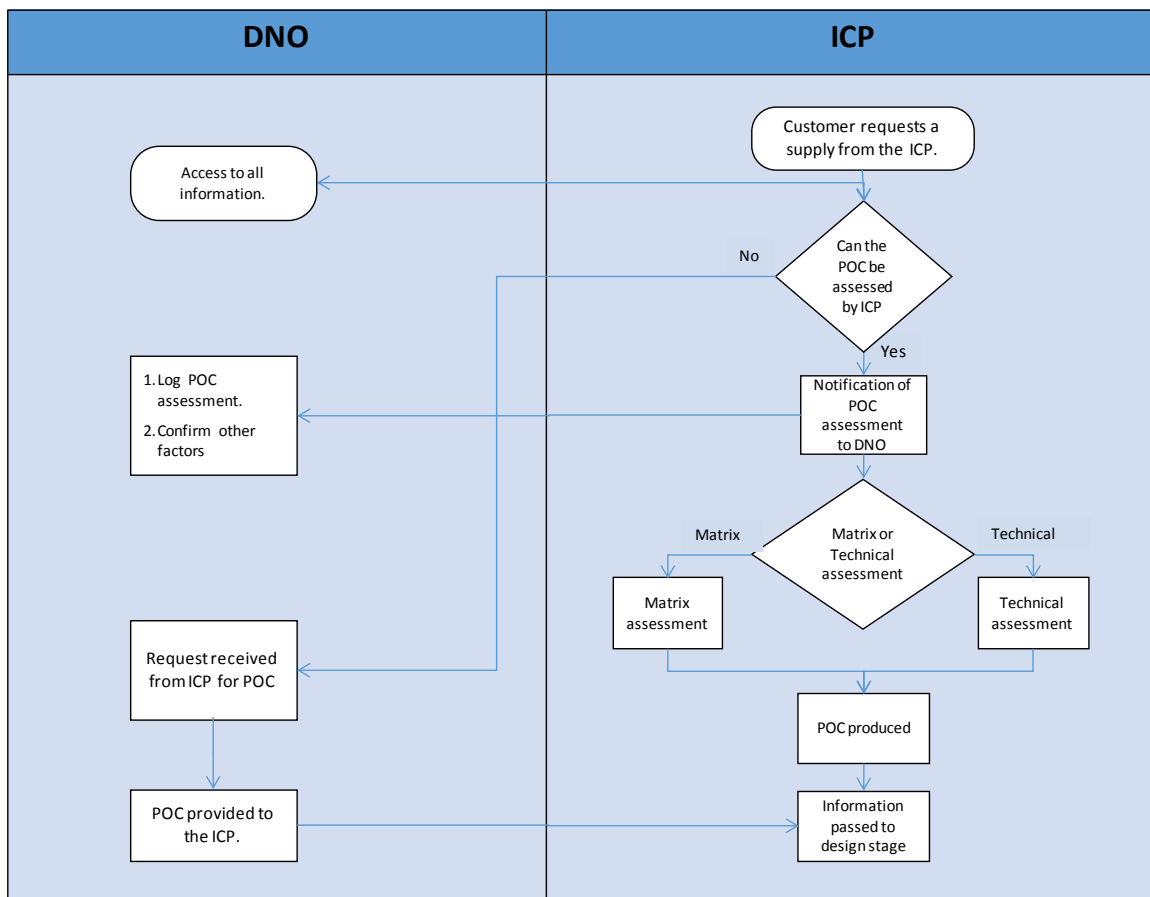 DNO
ICP
Customer requests a
supply from the ICP.
Access to all
information.
Can the
POC be
assessed
by ICP
No
Yes
1. Log POC
assessment.
2. Confirm other
factors
Notification of
POC
assessment
to DNO
Matrix
Matrix or
Technical
assessment
Technical
Matrix
assessment
Technical
assessment
Request received
from ICP for POC
POC produced
POC provided to
the ICP.
Information
passed to
design stage